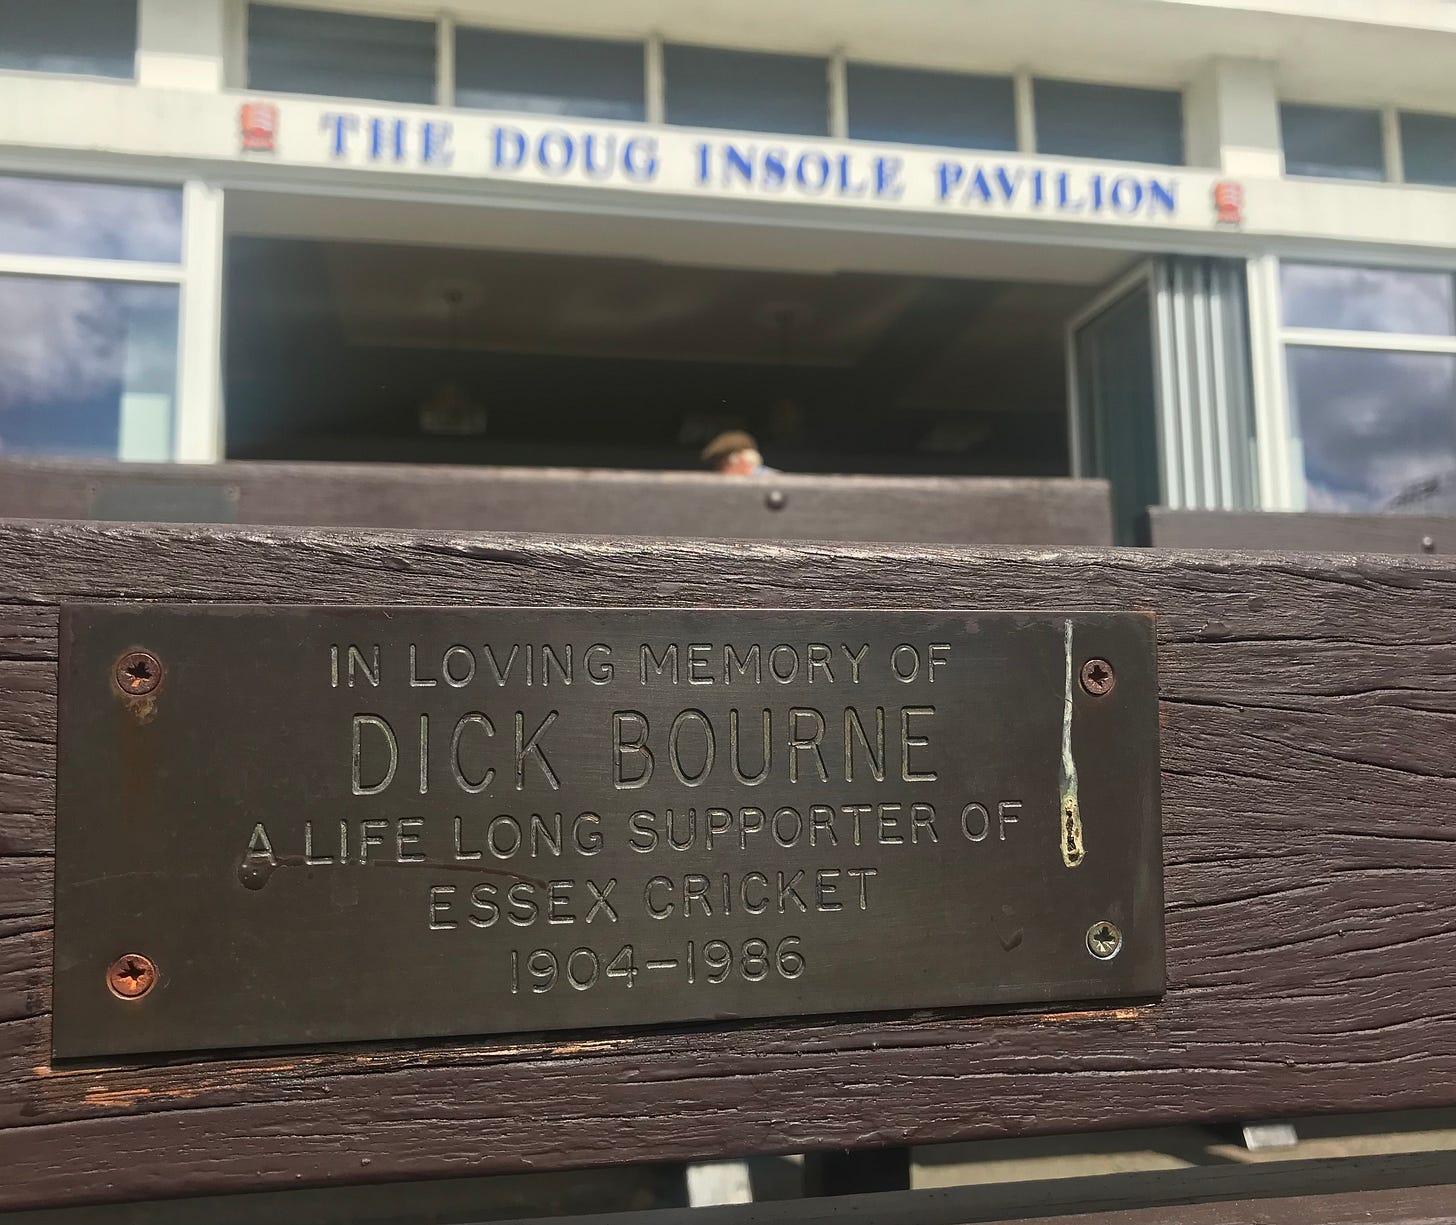 THE DOUG INSOLE PAVILION
IN LOVING MEMORY OF
DICK BOURNE
A LIFE LONG SUPPORTER OF
ESSEX CRICKET
1904-1986